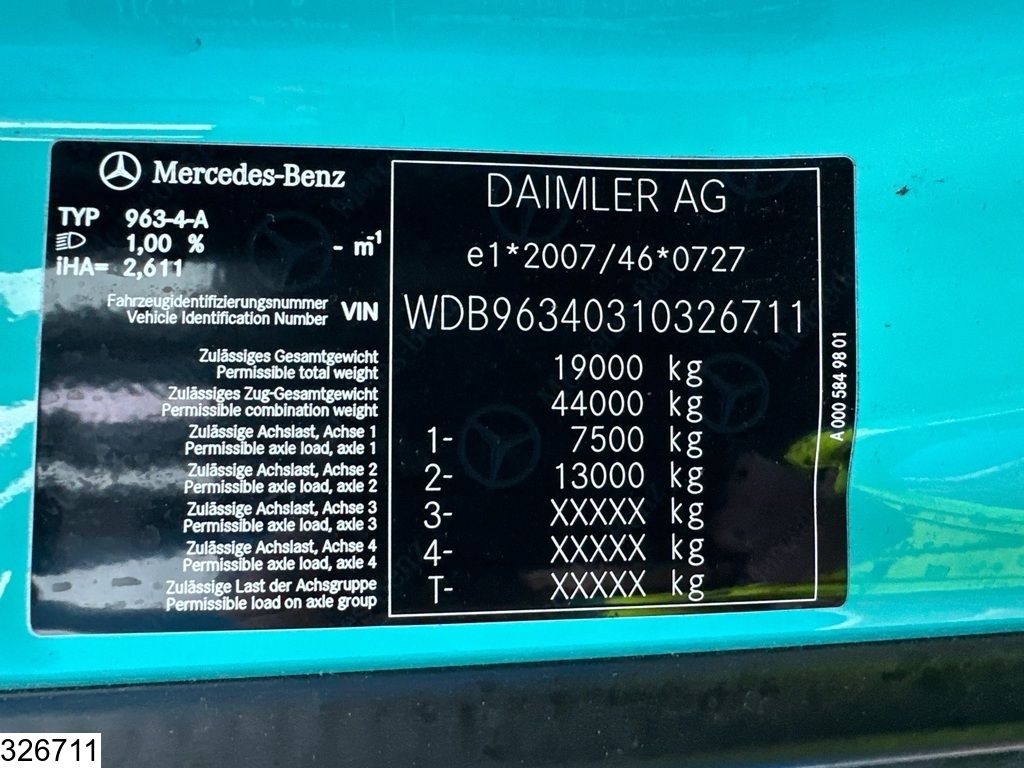 Mercedes-Benz
TYP 963-4-A
1,00 % - m-1
iHA= 2,611
DAIMLER AG
e1*2007/46*0727
Fahrzeugidentifizierungsnummer
Vehicle Identification Number VIN WDB96340310326711
Zulässiges Gesamtgewicht
Permissible total weight 19000 kg
Zulässiges Zug-Gesamtgewicht
Permissible combination weight 44000 kg
Zulässige Achslast, Achse 1
Permissible axle load, axle 1 1- 7500 kg
Zulässige Achslast, Achse 2
Permissible axle load, axle 2 2- 13000 kg
Zulässige Achslast, Achse 3
Permissible axle load, axle 3 3- XXXXX kg
Zulässige Achslast, Achse 4
Permissible axle load, axle 4 4- XXXXX kg
Zulässige Last der Achsgruppe
Permissible load on axle group T- XXXXX kg
A 000 584 98 01
326711